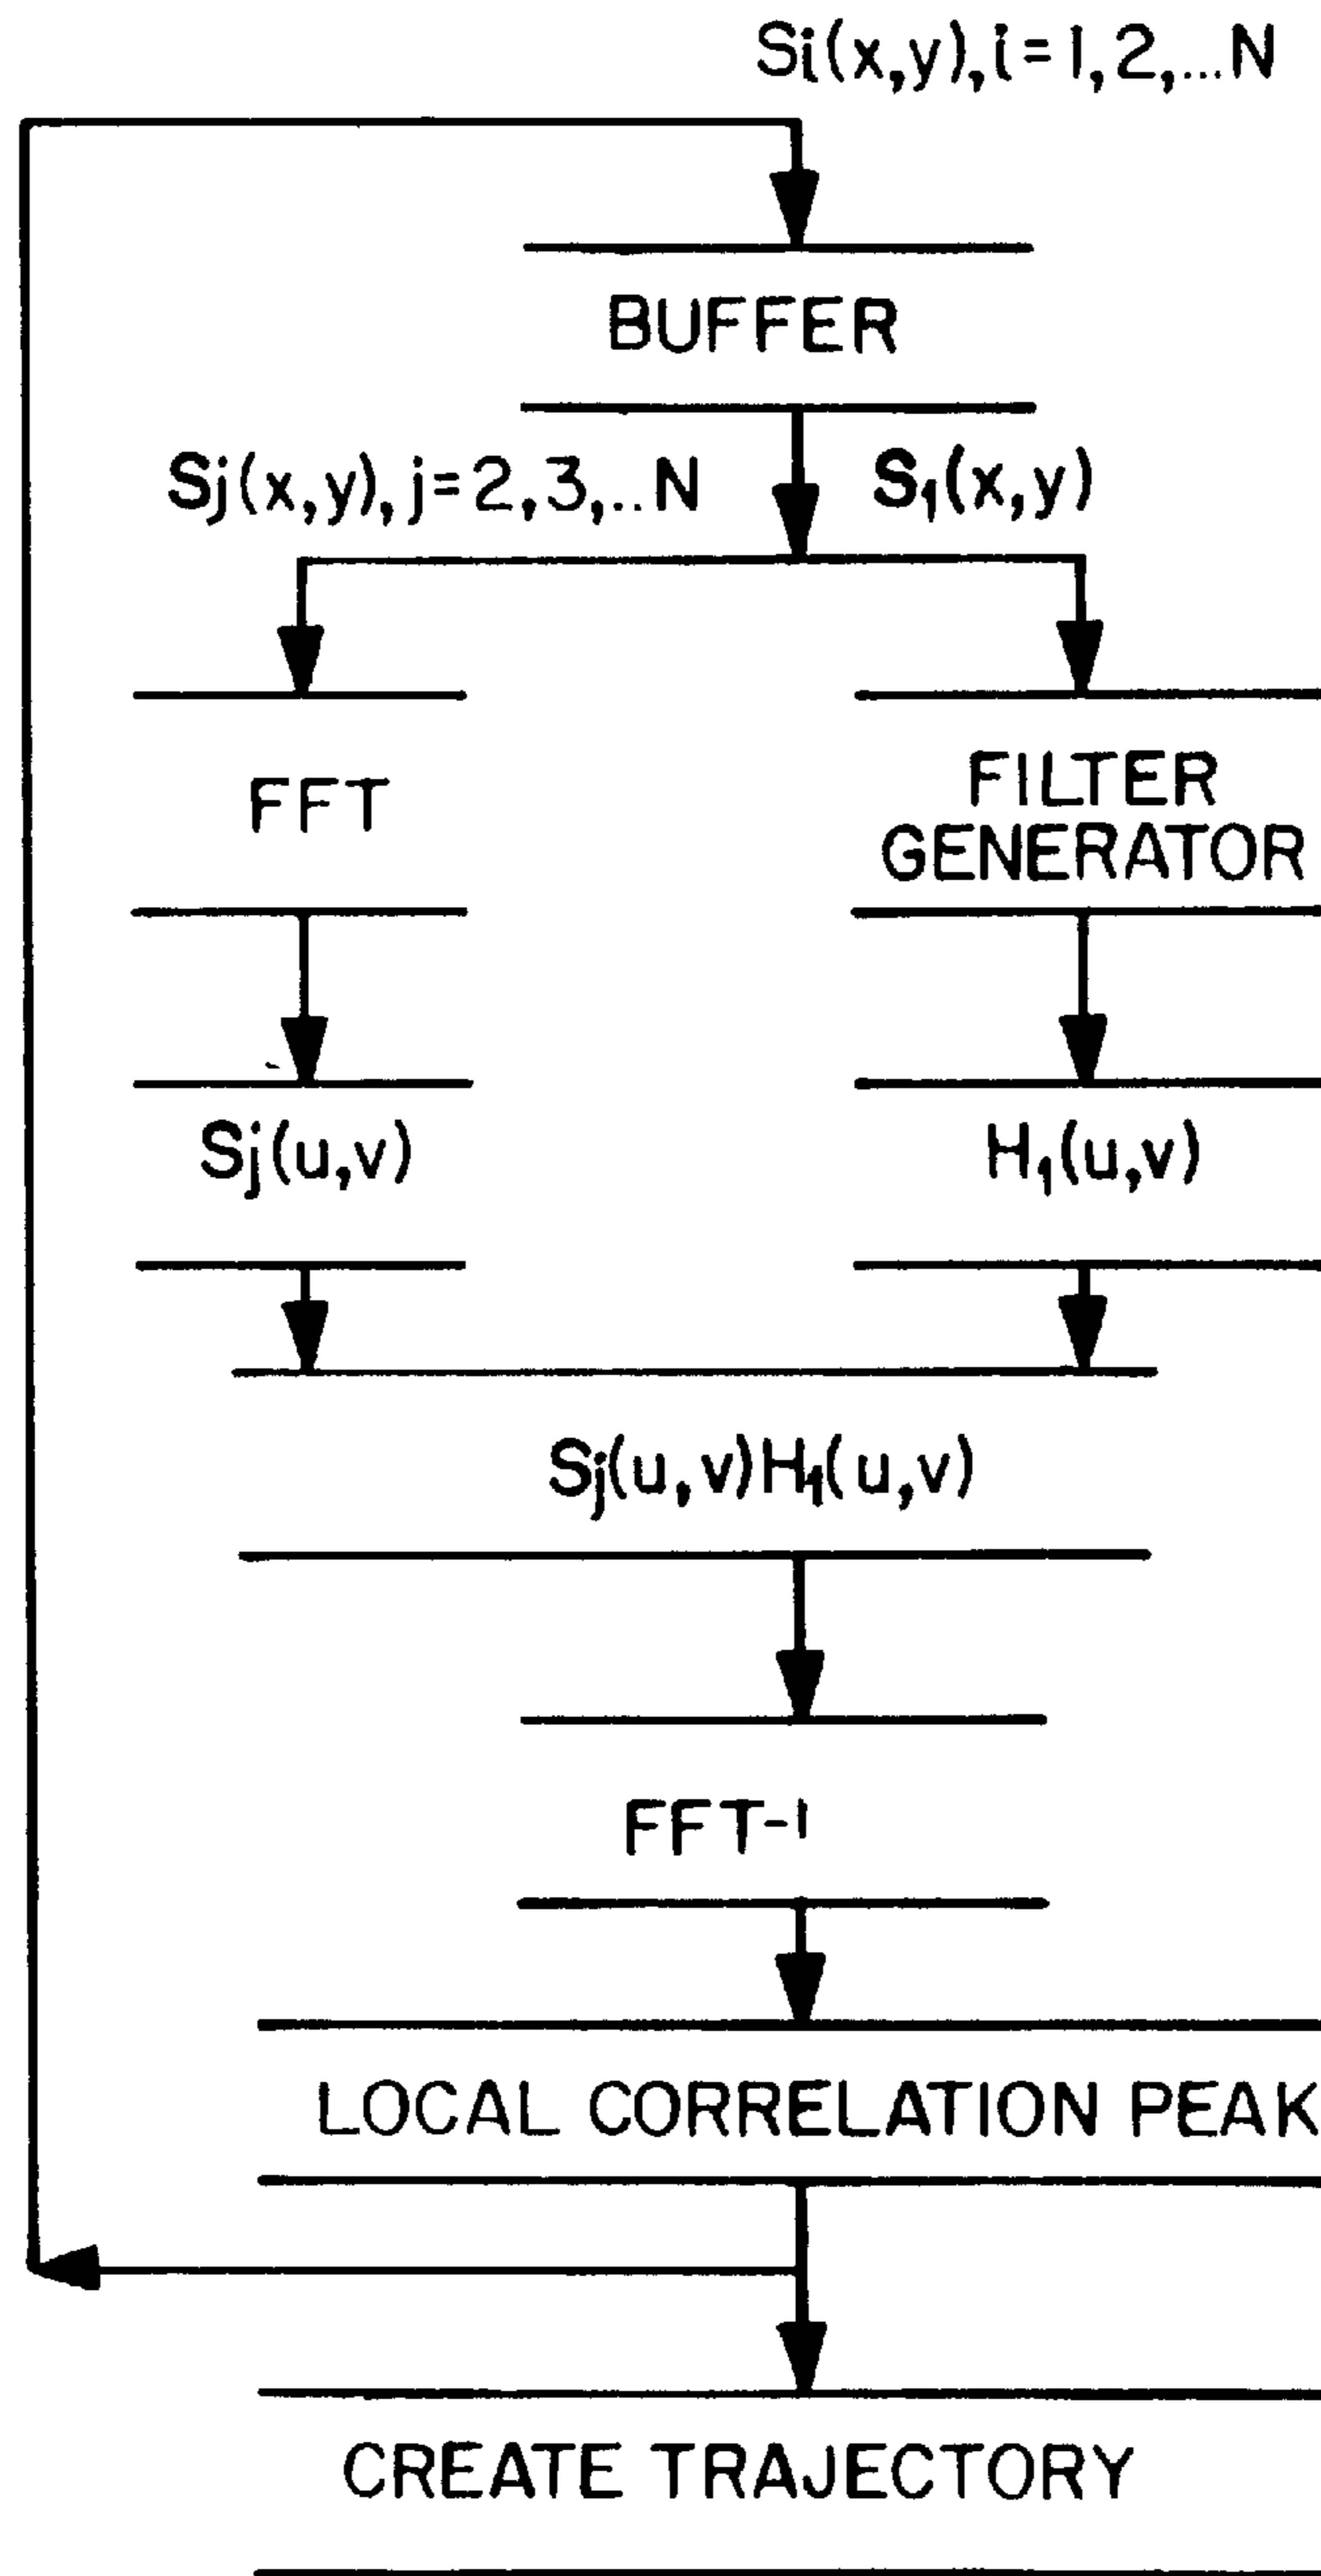 Si(x,y),i=1,2,...N
BUFFER
Sj(x,y),j=2,3,..N
S1(x,y)
FFT
FILTER
GENERATOR
Sj(u,v)
H1(u,v)
Sj(u,v)H1(u,v)
FFT-1
LOCAL CORRELATION PEAK
CREATE TRAJECTORY